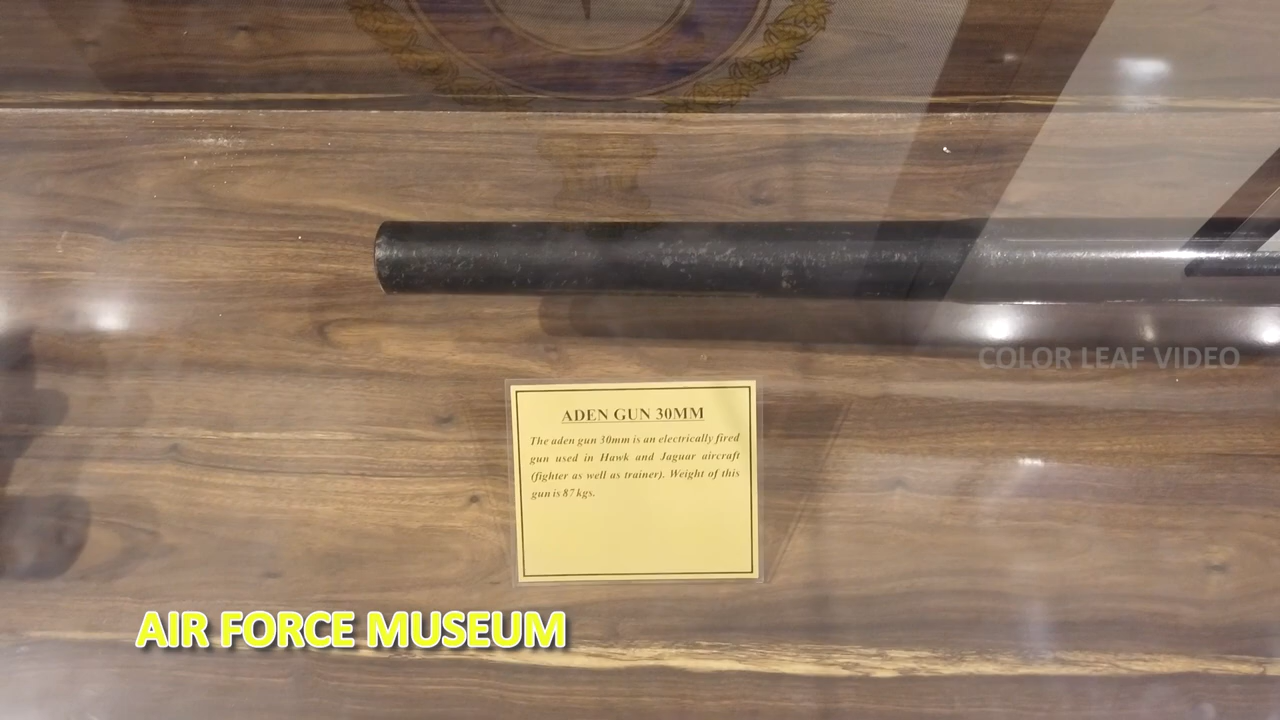 COLOR LEAF VIDEO
ADEN GUN 30MM
The aden gun 30mm is an electrically fired
gun used in Hawk and Jaguar aircraft
(fighter as well as trainer). Weight of this
gun is 87 kgs.
AIR FORCE MUSEUM